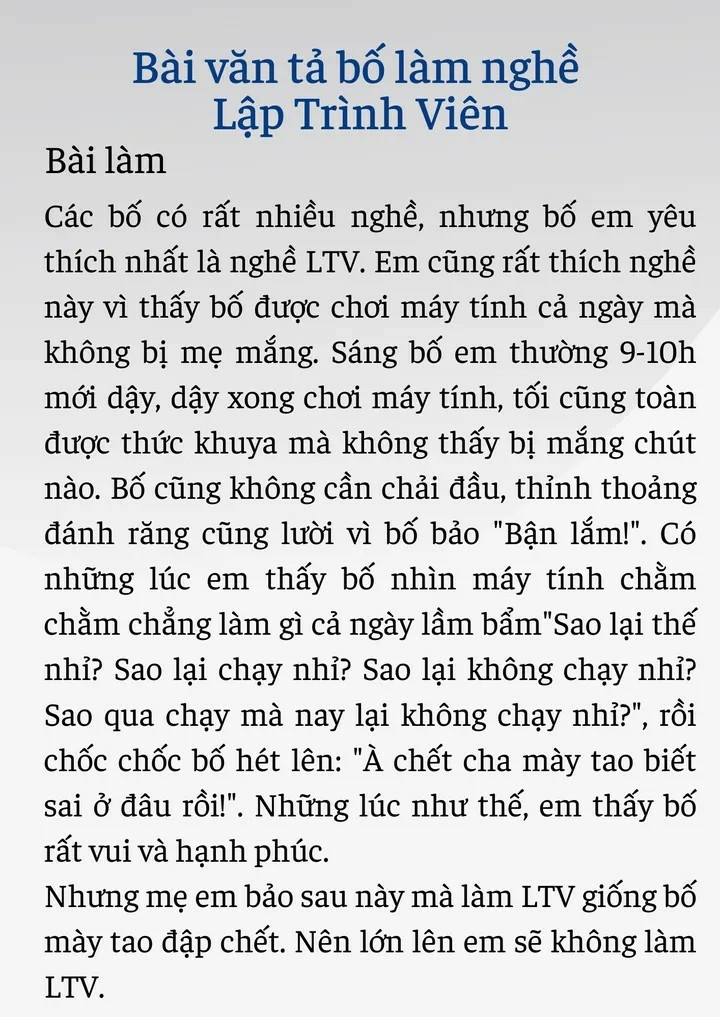 Bài văn tả bố làm nghề
Lập Trình Viên
Bài làm
Các bố có rất nhiều nghề, nhưng bố em yêu
thích nhất là nghề LTV. Em cũng rất thích nghề
này vì thấy bố được chơi máy tính cả ngày mà
không bị mẹ mắng. Sáng bố em thường 9-10h
mới dậy, dậy xong chơi máy tính, tối cũng toàn
được thức khuya mà không thấy bị mắng chút
nào. Bố cũng không cần chải đầu, thỉnh thoảng
đánh răng cũng lười vì bố bảo "Bận lắm!". Có
những lúc em thấy bố nhìn máy tính chằm
chằm chẳng làm gì cả ngày lầm bẩm"Sao lại thế
nhỉ? Sao lại chạy nhỉ? Sao lại không chạy nhỉ?
Sao qua chạy mà nay lại không chạy nhỉ?", rồi
chốc chốc bố hét lên: "À chết cha mày tao biết
sai ở đâu rồi!". Những lúc như thế, em thấy bố
rất vui và hạnh phúc.
Nhưng mẹ em bảo sau này mà làm LTV giống bố
mày tao đập chết. Nên lớn lên em sẽ không làm
LTV.